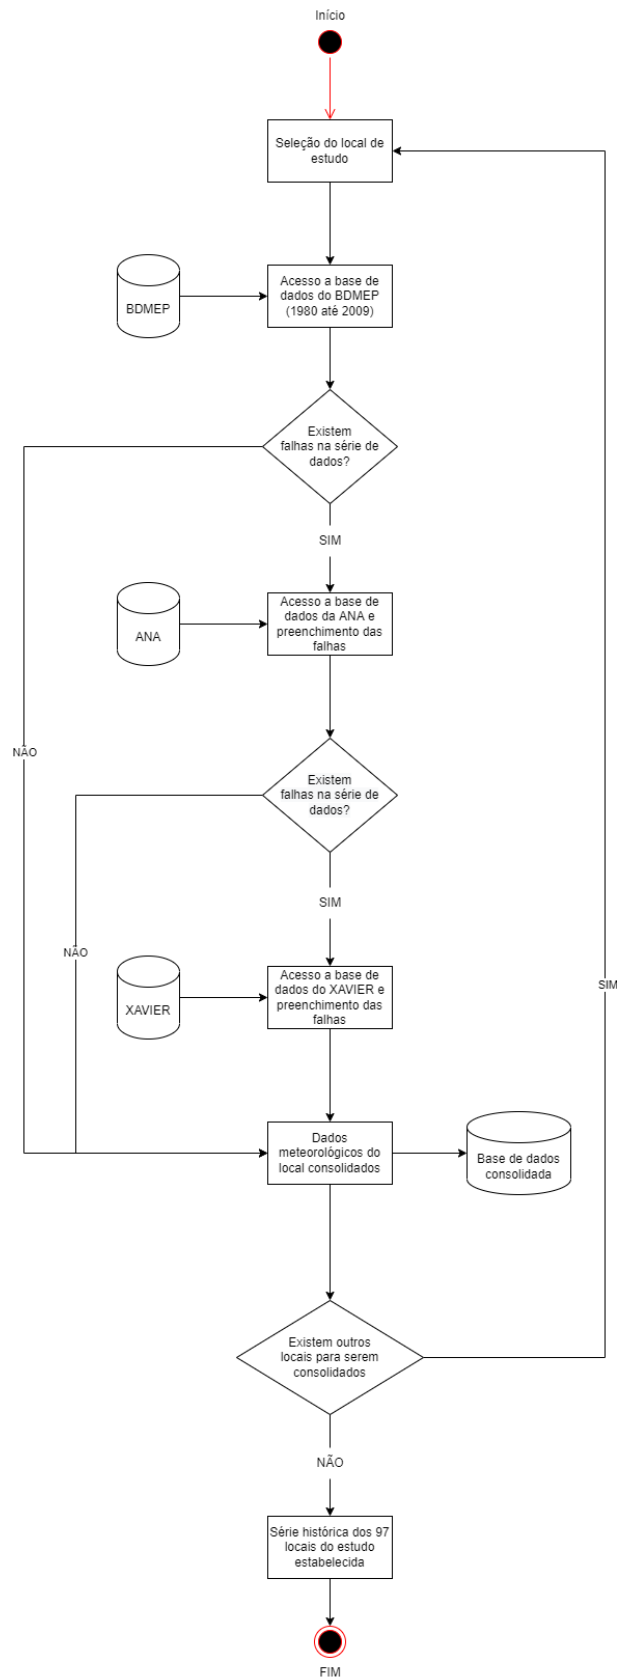 Início
Seleção do local de
estudo
Acesso a base de
dados do BDMEP
(1980 até 2009)
BDMEP
Existem
falhas na série de
dados?
SIM
Acesso a base de
dados da ANA e
preenchimento das
falhas
ANA
NÃO
Existem
falhas na série de
dados?
SIM
NÃO
Acesso a base de
dados do XAVIER e
preenchimento das
falhas
XAVIER
SIM
Dados
meteorológicos do
local consolidados
Base de dados
consolidada
Existem outros
locais para serem
consolidados
NÃO
Série histórica dos 97
locais do estudo
estabelecida
FIM